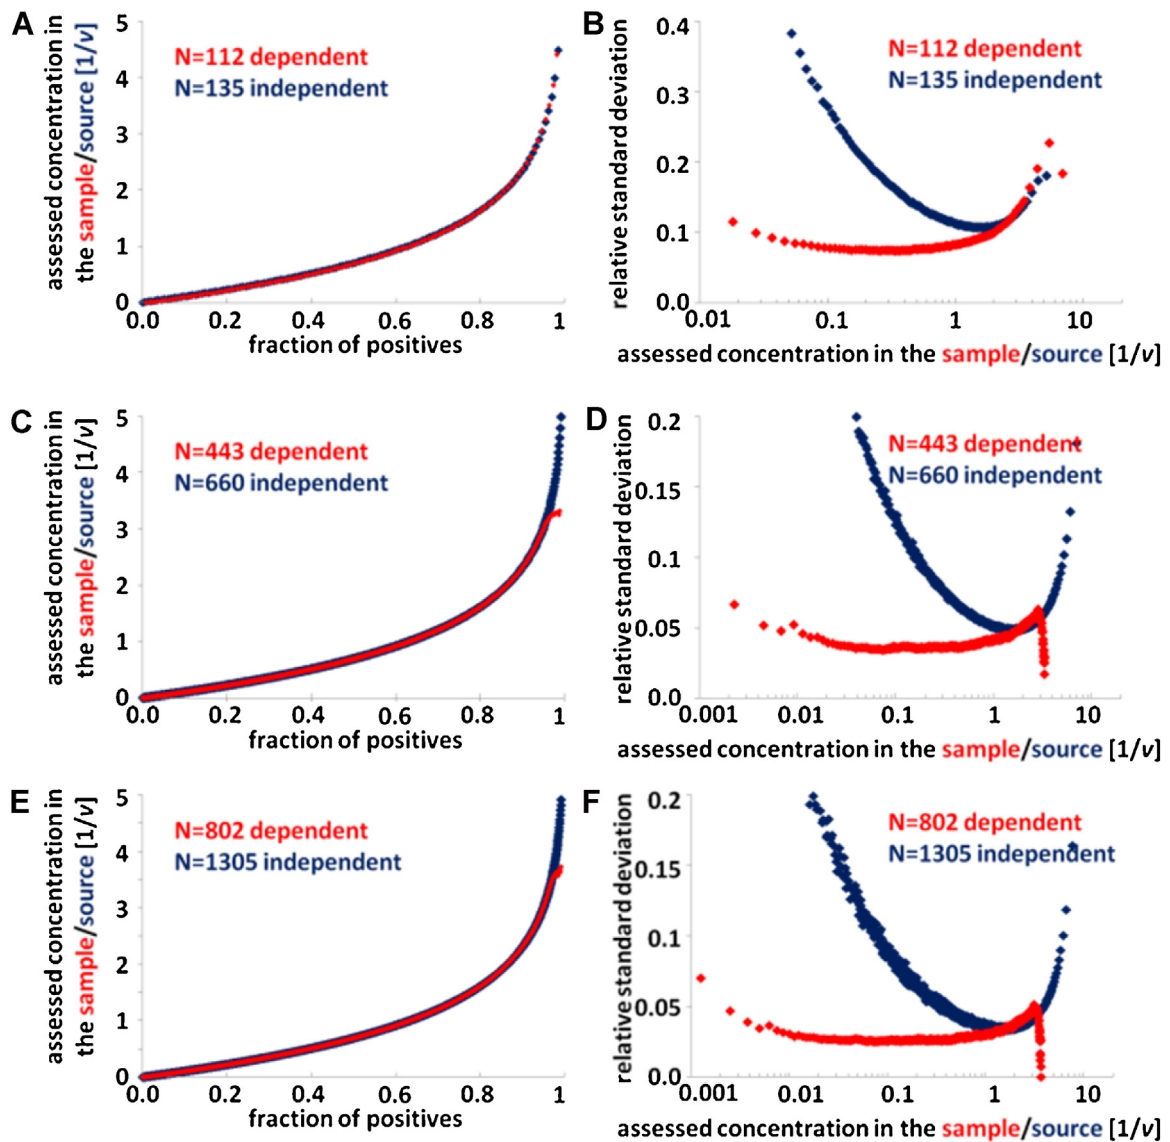 A
assessed concentration in
the sample/source [1/v]
5
4
3
2
1
0
N=112 dependent
N=135 independent
0.0 0.2 0.4 0.6 0.8 1
fraction of positives
B
relative standard deviation
0.4
0.3
0.2
0.1
0.0
N=112 dependent
N=135 independent
0.01 0.1 1 10
assessed concentration in the sample/source [1/v]
C
assessed concentration in
the sample/source [1/v]
5
4
3
2
1
0
N=443 dependent
N=660 independent
0.0 0.2 0.4 0.6 0.8 1
fraction of positives
D
relative standard deviation
0.2
0.15
0.1
0.05
0.0
N=443 dependent
N=660 independent
0.001 0.01 0.1 1 10
assessed concentration in the sample/source [1/v]
E
assessed concentration in
the sample/source [1/v]
5
4
3
2
1
0
N=802 dependent
N=1305 independent
0.0 0.2 0.4 0.6 0.8 1
fraction of positives
F
relative standard deviation
0.2
0.15
0.1
0.05
0.0
N=802 dependent
N=1305 independent
0.001 0.01 0.1 1 10
assessed concentration in the sample/source [1/v]